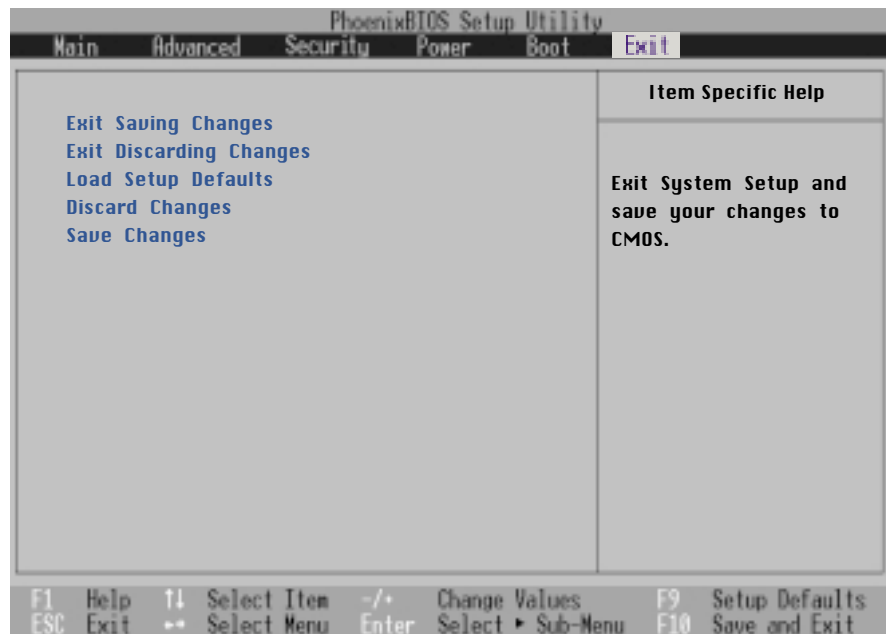 PhoenixBIOS Setup Utility
Main Advanced Security Power Boot Exit
Item Specific Help
Exit Saving Changes
Exit Discarding Changes
Load Setup Defaults
Discard Changes
Save Changes
Exit System Setup and
save your changes to
CMOS.
F1 Help ↑↓ Select Item -/+ Change Values F9 Setup Defaults
ESC Exit ←→ Select Menu Enter Select ▸ Sub-Menu F10 Save and Exit